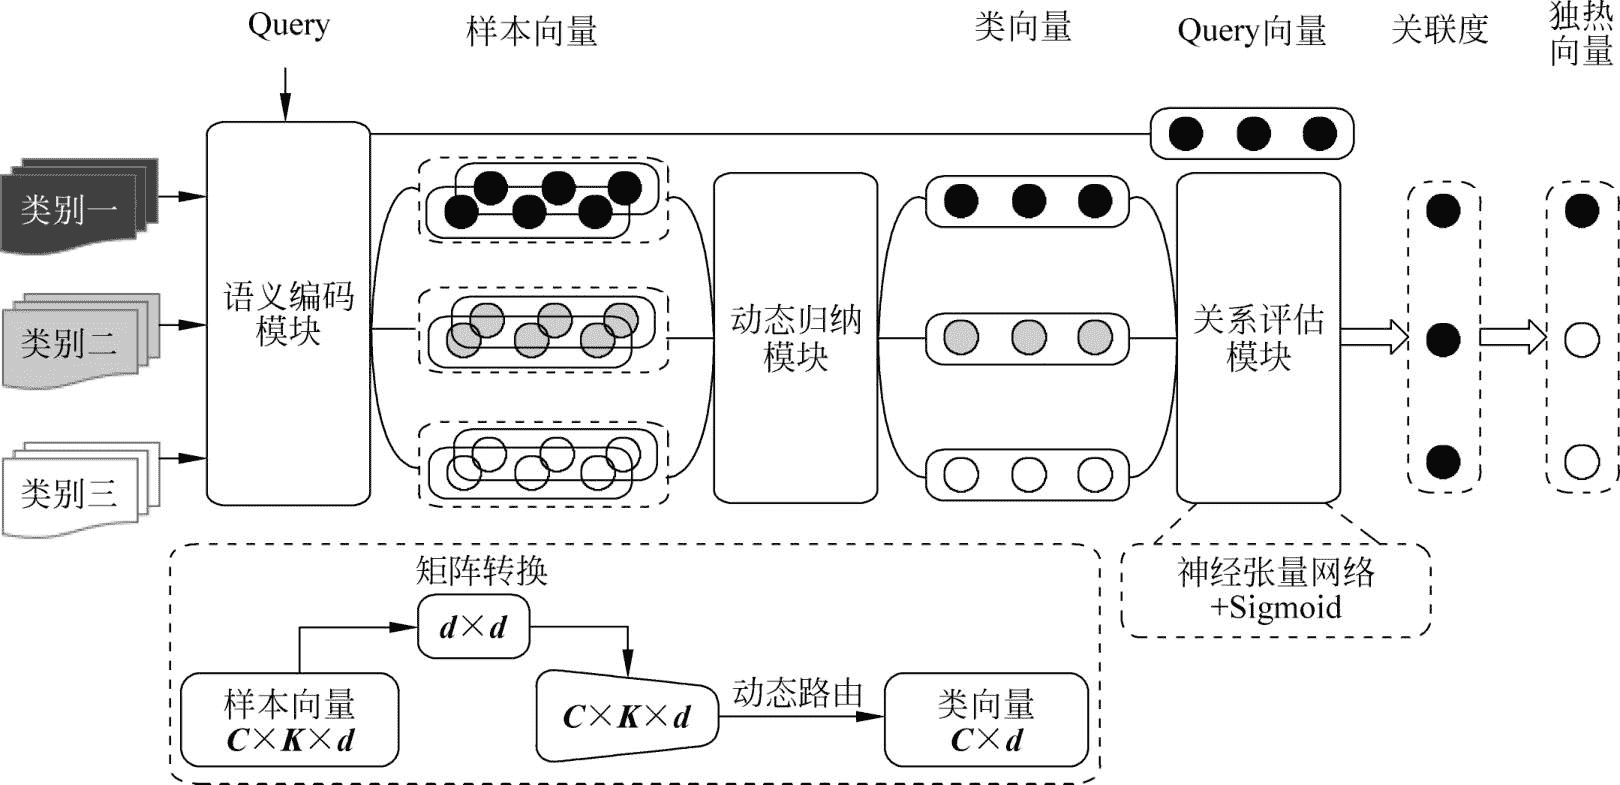 Query
样本向量
类向量
Query向量
关联度
独热
向量
类别一
类别二
类别三
语义编码
模块
动态归纳
模块
关系评估
模块
神经张量网络
+Sigmoid
矩阵转换
d×d
样本向量
C×K×d
C×K×d
动态路由
类向量
C×d